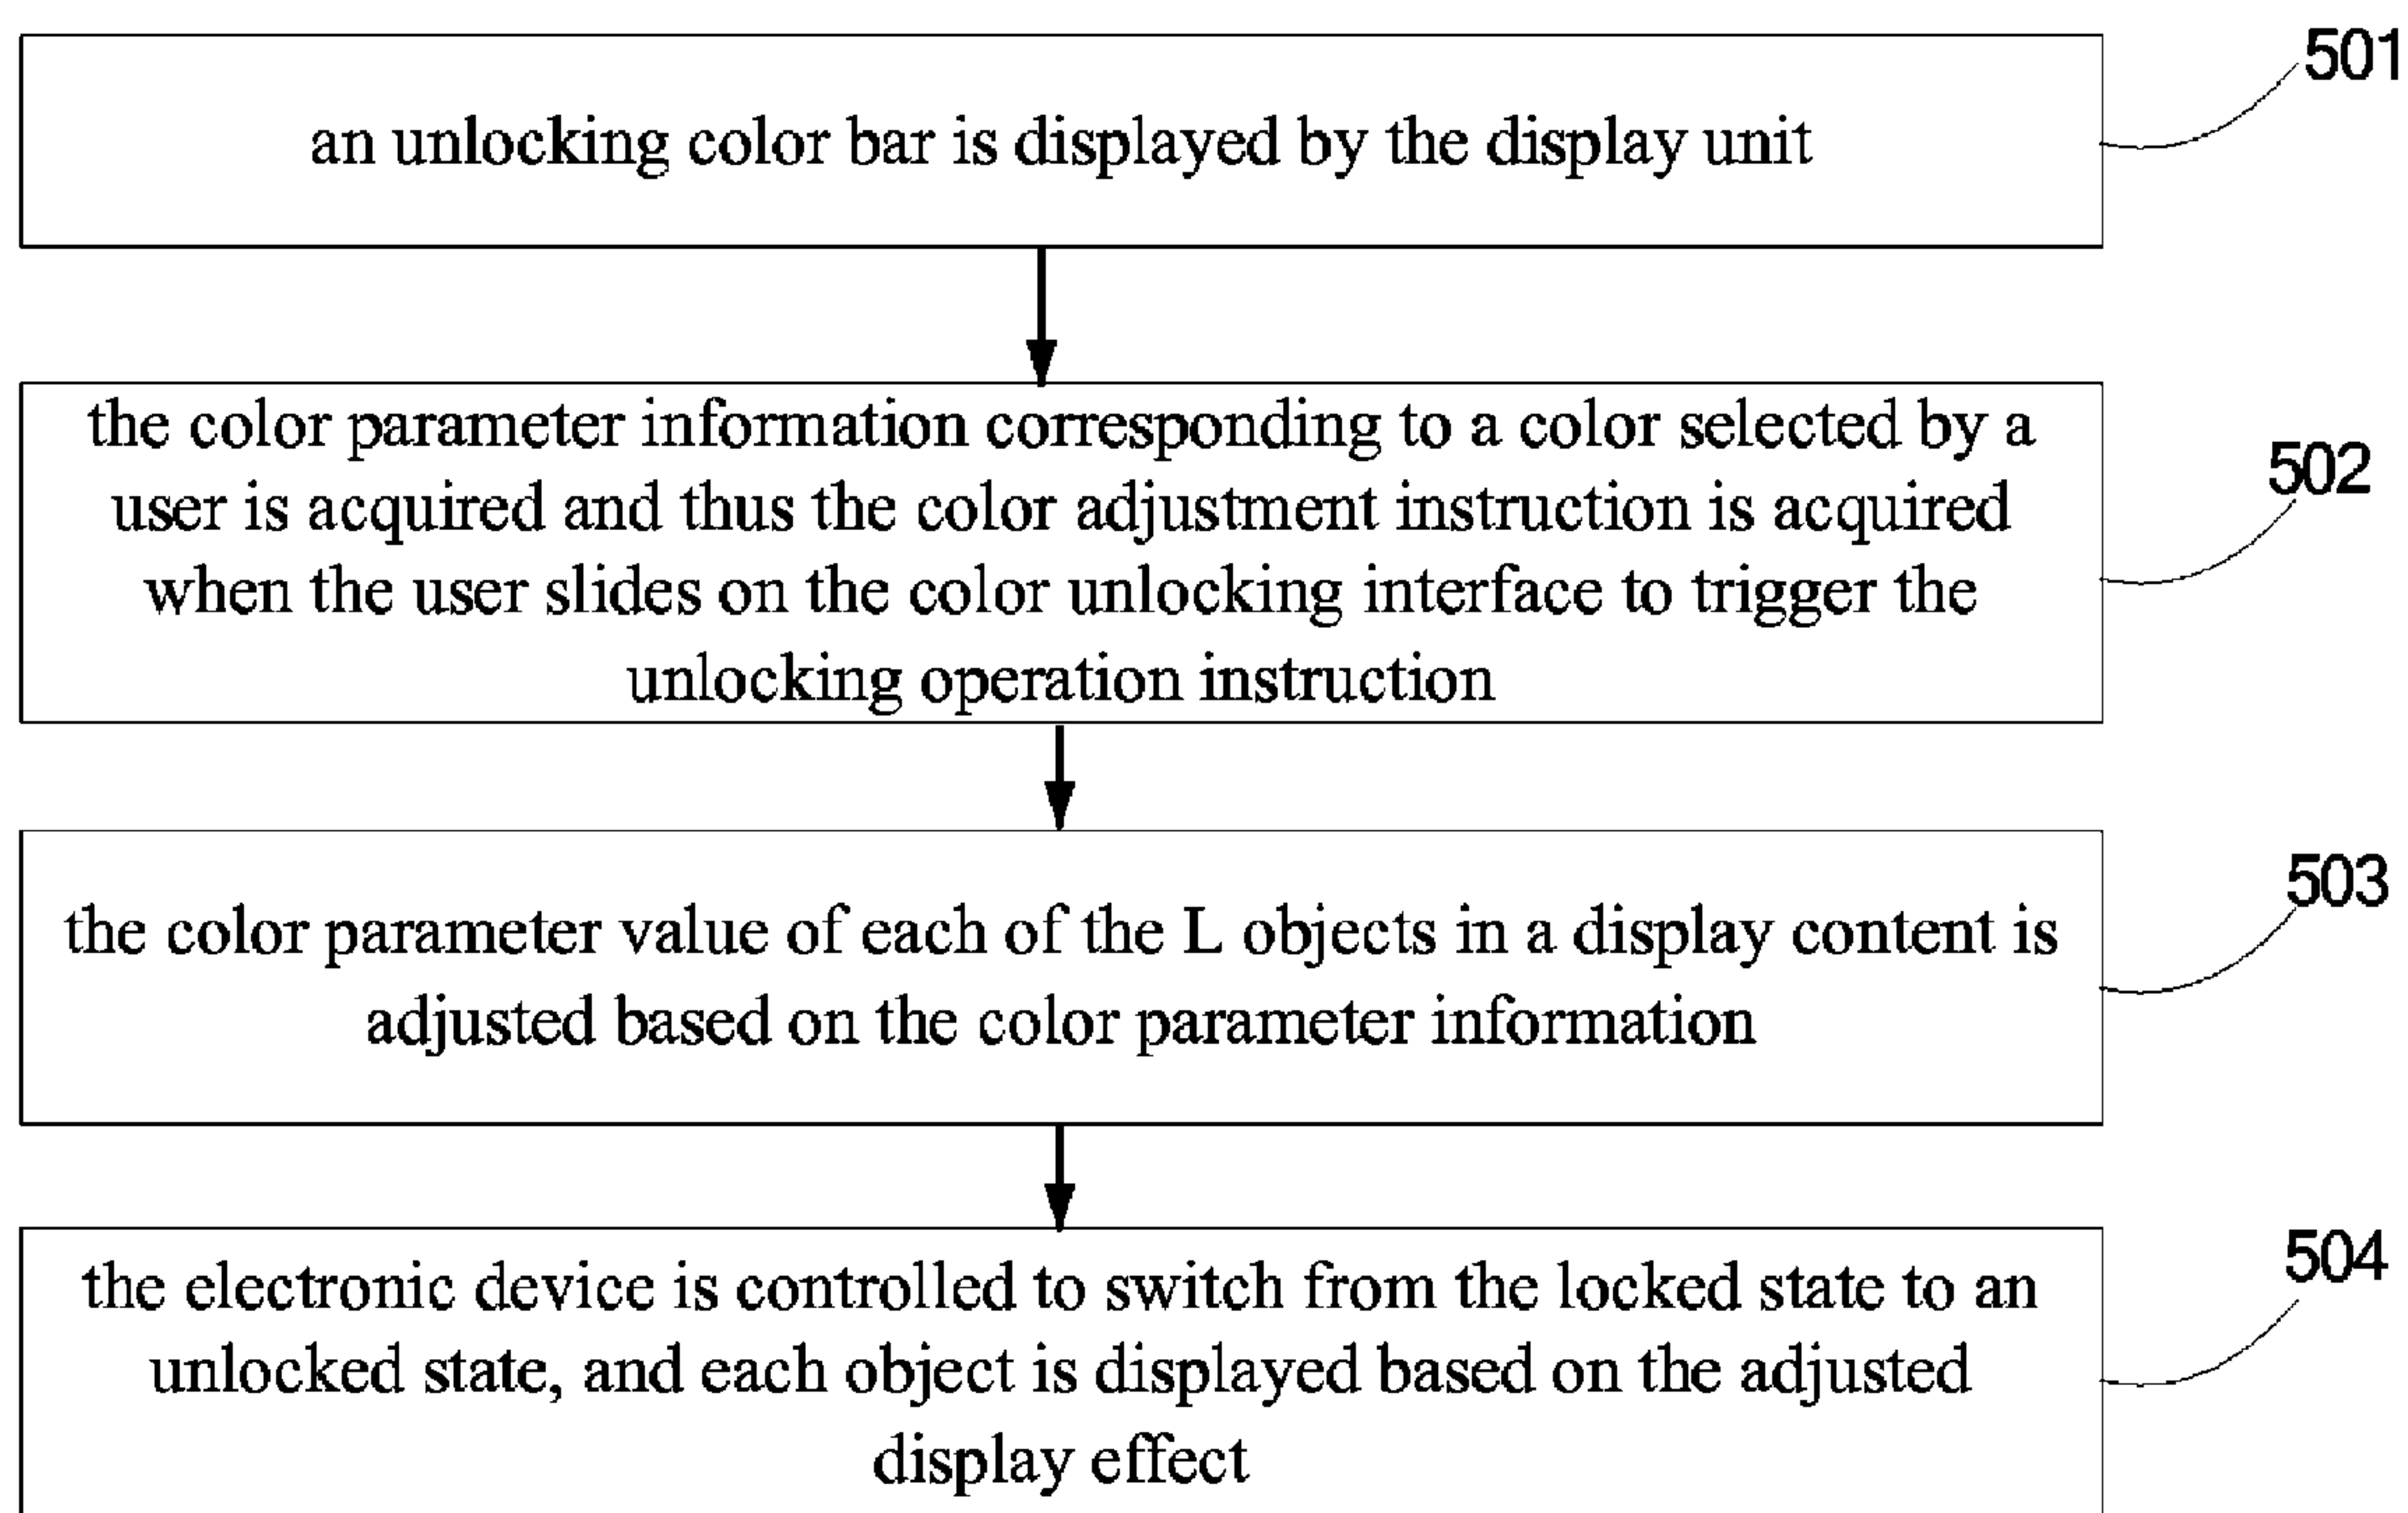 501
an unlocking color bar is displayed by the display unit
the color parameter information corresponding to a color selected by a
502
user is acquired and thus the color adjustment instruction is acquired
when the user slides on the color unlocking interface to trigger the
unlocking operation instruction
503
the color parameter value of each of the L objects in a display content is
adjusted based on the color parameter information
504
the electronic device is controlled to switch from the locked state to an
unlocked state, and each object is displayed based on the adjusted
display effect